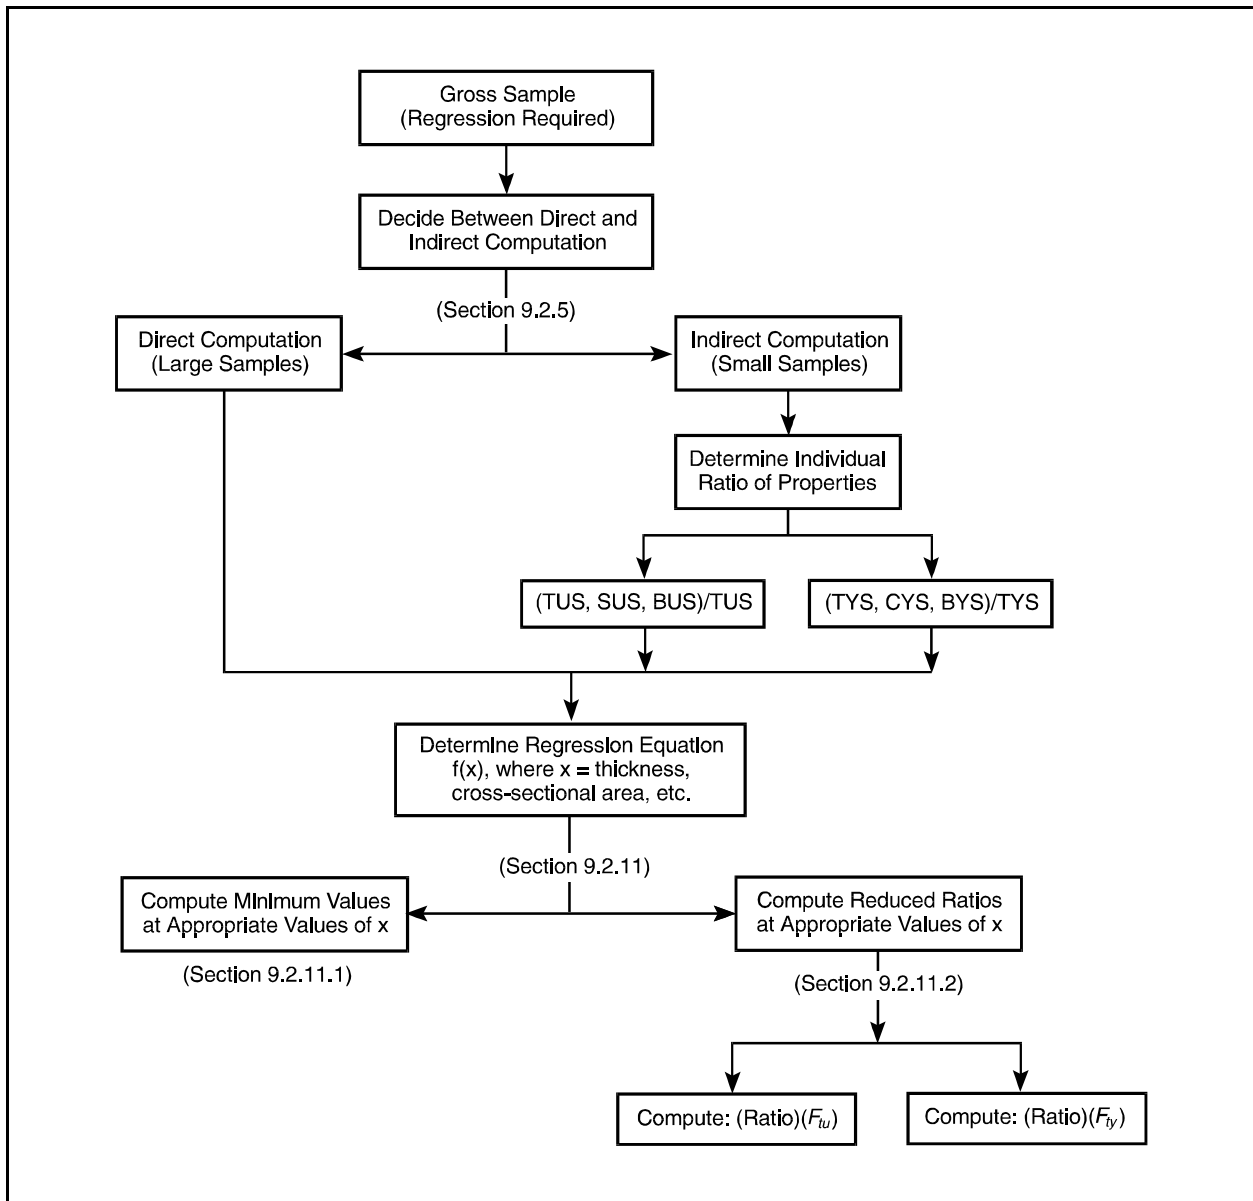 Gross Sample
(Regression Required)
Decide Between Direct and
Indirect Computation
(Section 9.2.5)
Direct Computation
(Large Samples)
Indirect Computation
(Small Samples)
Determine Individual
Ratio of Properties
(TUS, SUS, BUS)/TUS
(TYS, CYS, BYS)/TYS
Determine Regression Equation
f(x), where x = thickness,
cross-sectional area, etc.
(Section 9.2.11)
Compute Minimum Values
at Appropriate Values of x
(Section 9.2.11.1)
Compute Reduced Ratios
at Appropriate Values of x
(Section 9.2.11.2)
Compute: (Ratio)(Ftu)
Compute: (Ratio)(Fty)